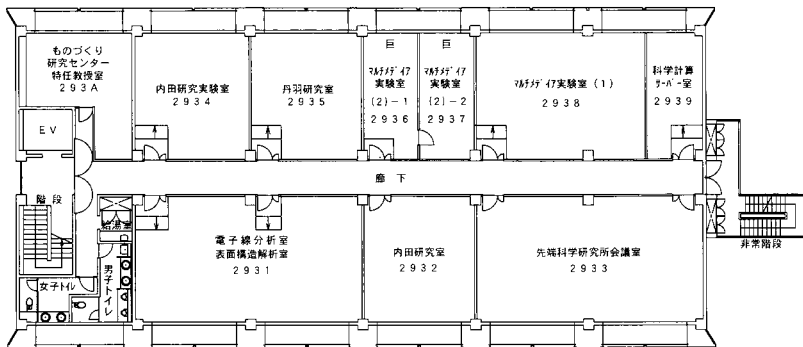 ものづくり
研究センター
特任教授室
293A
内田研究実験室
2934
丹羽研究室
2935
巨
マルチメディア
実験室
(2)-1
2936
巨
マルチメディア
実験室
(2)-2
2937
マルチメディア実験室(1)
2938
科学計算
サーバー室
2939
EV
階段
廊下
給湯室
女子トイレ
男子トイレ
電子線分析室
表面構造解析室
2931
内田研究室
2932
先端科学研究所会議室
2933
非常階段